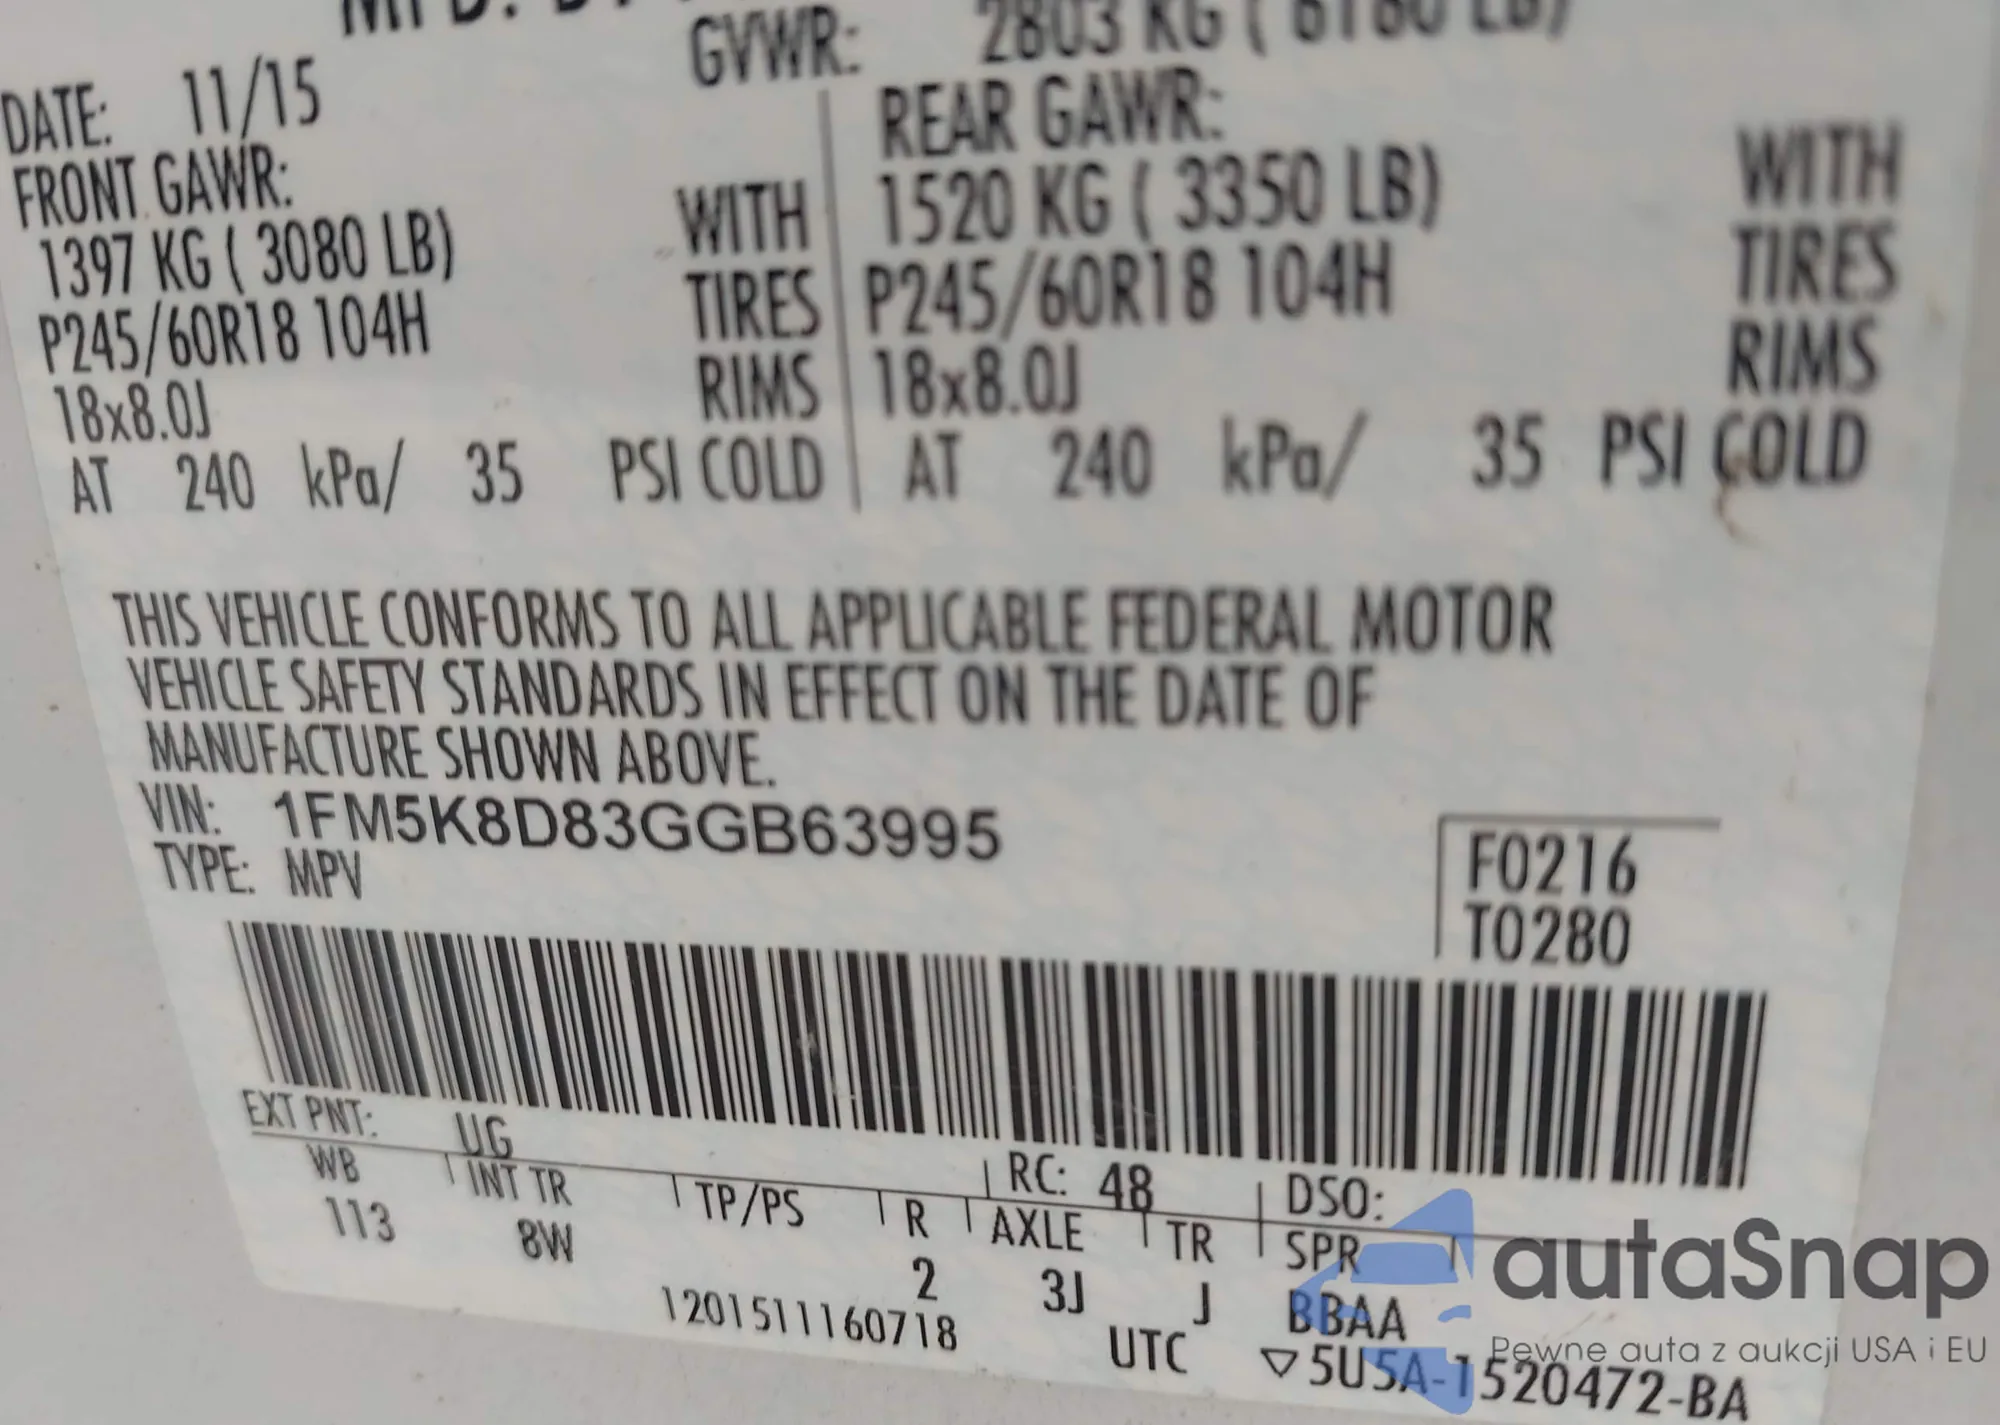 MFD.
GVWR: 2803 KG ( 6180 LB)
DATE: 11/15
FRONT GAWR:
1397 KG ( 3080 LB) WITH
P245/60R18 104H TIRES
18x8.0J RIMS
AT 240 kPa/ 35 PSI COLD
REAR GAWR:
1520 KG ( 3350 LB) WITH
P245/60R18 104H TIRES
18x8.0J RIMS
AT 240 kPa/ 35 PSI COLD
THIS VEHICLE CONFORMS TO ALL APPLICABLE FEDERAL MOTOR
VEHICLE SAFETY STANDARDS IN EFFECT ON THE DATE OF
MANUFACTURE SHOWN ABOVE.
VIN: 1FM5K8D83GGB63995
TYPE: MPV
F0216
T0280
EXT PNT: UG RC: 48 DSO:
WB INT TR TP/PS R AXLE TR SPR
113 8W 2 3J J BBAA
1201511160718 UTC ▽5U5A-1520472-BA
autaSnap
Pewne auta z aukcji USA i EU